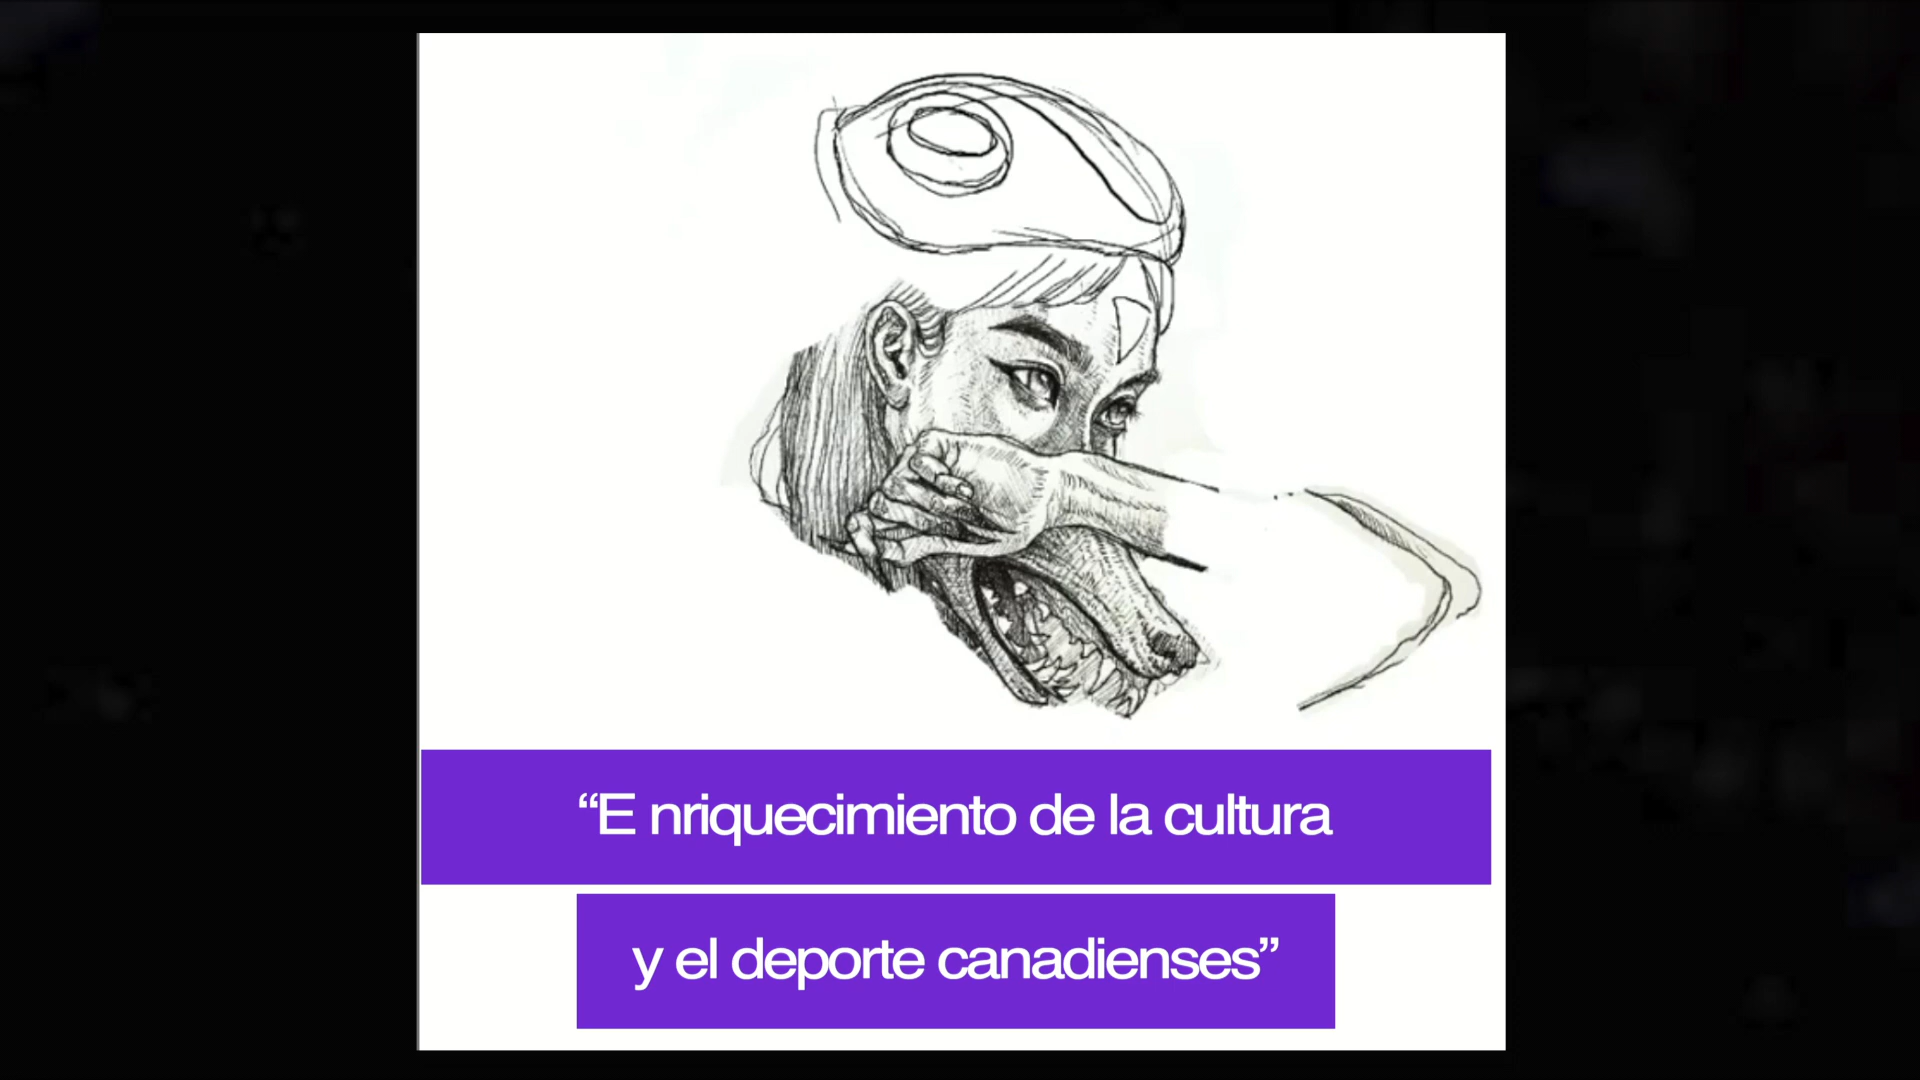 “E nriquecimiento de la cultura
y el deporte canadienses”